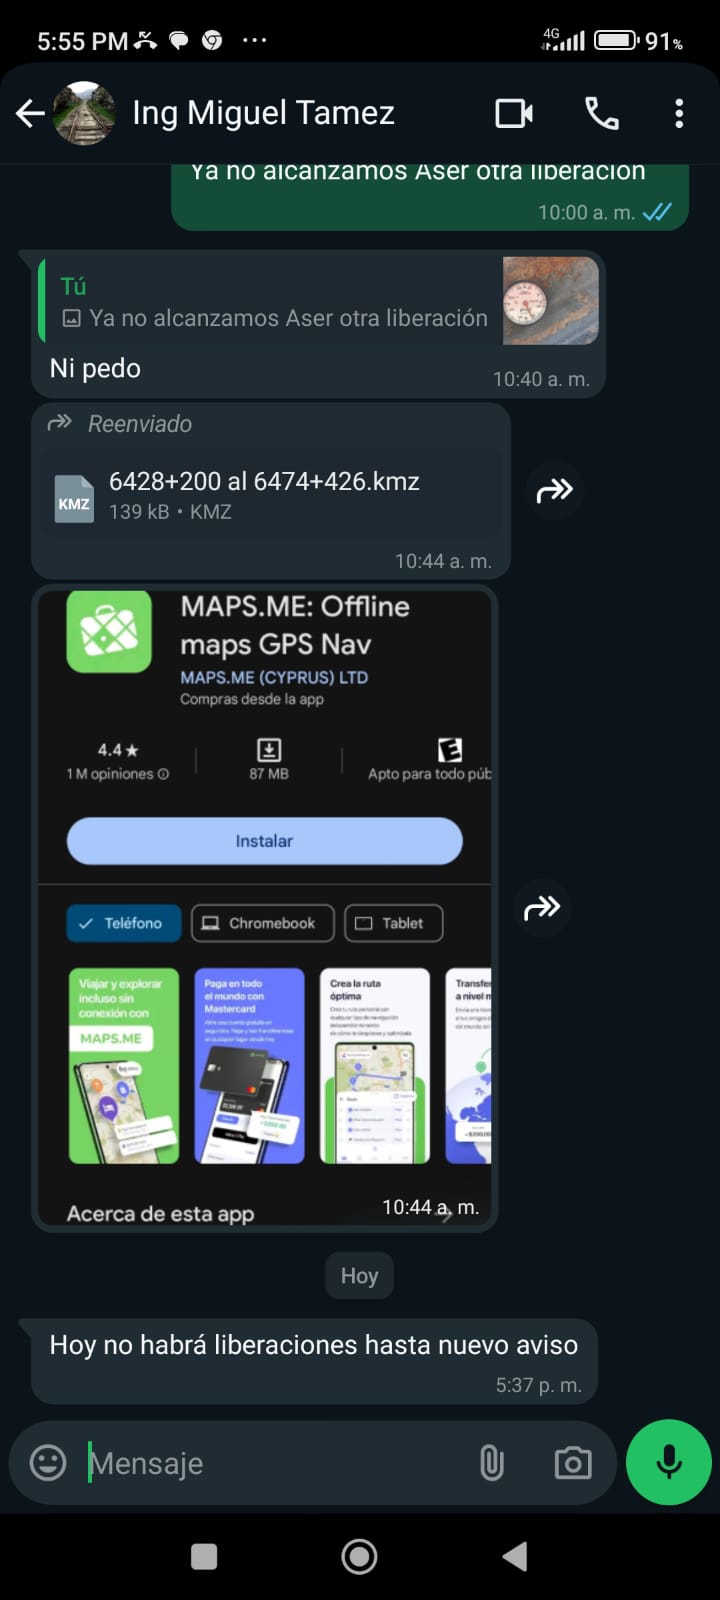 5:55 PM
4G
91%
Ing Miguel Tamez
Ya no alcanzamos Aser otra liberación
10:00 a. m.
Tú
Ya no alcanzamos Aser otra liberación
Ni pedo
10:40 a. m.
Reenviado
6428+200 al 6474+426.kmz
KMZ
139 kB • KMZ
10:44 a. m.
MAPS.ME: Offline
maps GPS Nav
MAPS.ME (CYPRUS) LTD
Compras desde la app
4.4★
1 M opiniones
87 MB
E
Apto para todo púb
Instalar
Teléfono
Chromebook
Tablet
Viajar y explorar
incluso sin
conexión con
MAPS.ME
Paga en todo
el mundo con
Mastercard
Crea la ruta
óptima
Transfe
a nivel m
Acerca de esta app
10:44 a. m.
Hoy
Hoy no habrá liberaciones hasta nuevo aviso
5:37 p. m.
Mensaje